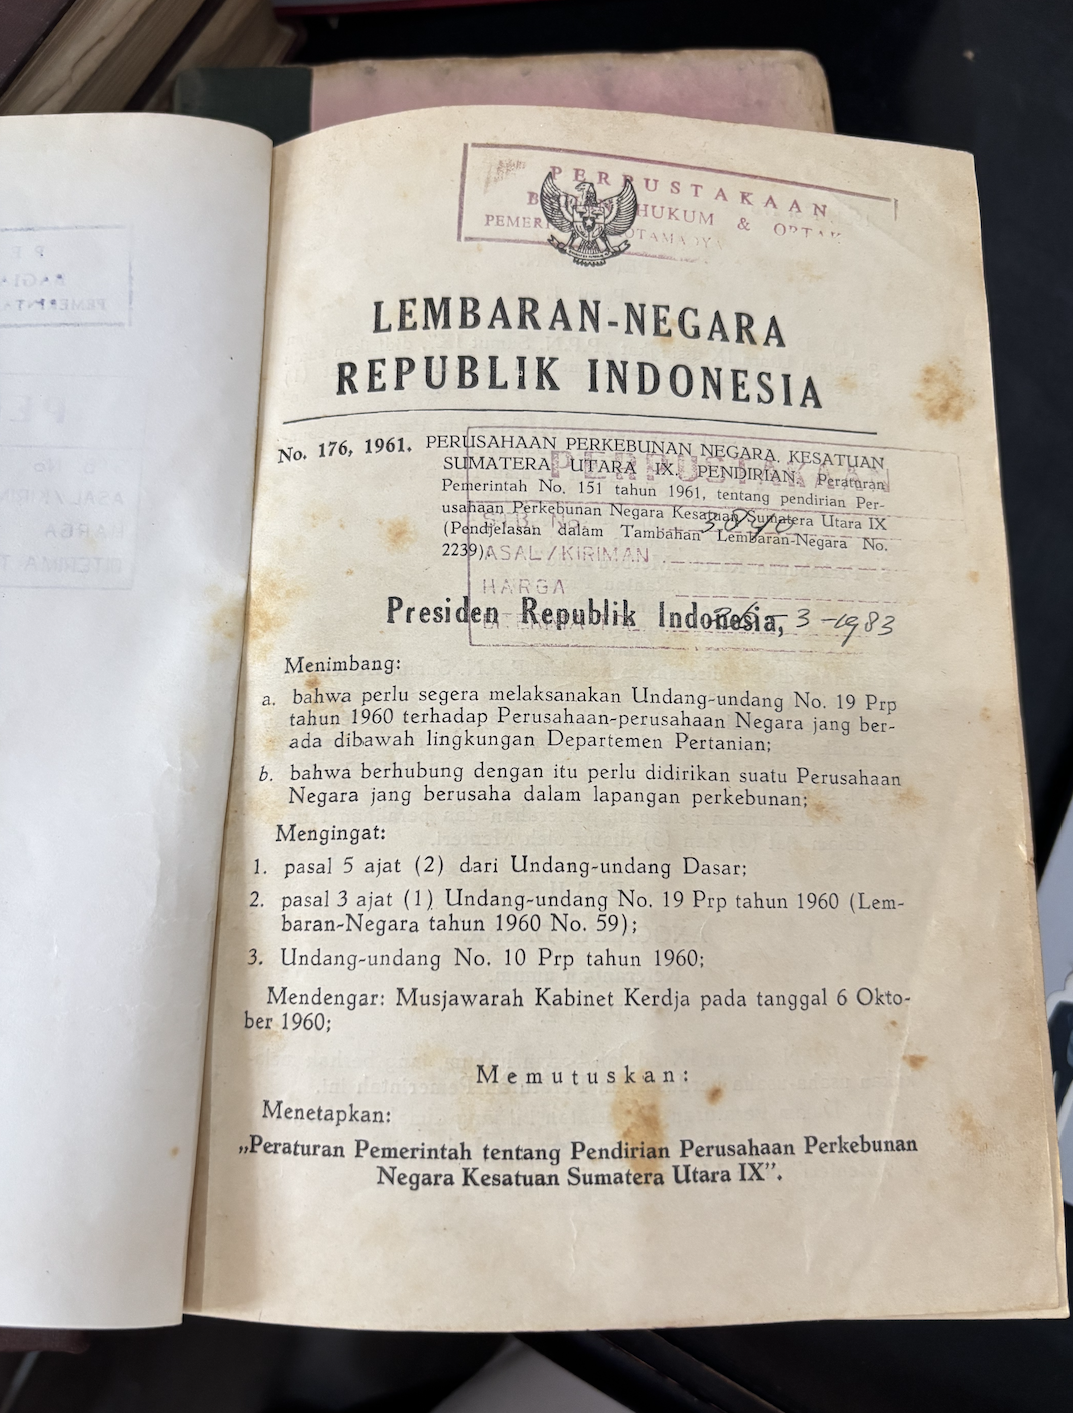 PERPUSTAKAAN
HUKUM & ORTAK
PEMERI OTAMADYA
LEMBARAN-NEGARA
REPUBLIK INDONESIA
No. 176, 1961. PERUSAHAAN PERKEBUNAN NEGARA. KESATUAN
SUMATERA UTARA IX. PENDIRIAN. Peraturan
Pemerintah No. 151 tahun 1961, tentang pendirian Per-
usahaan Perkebunan Negara Kesatuan Sumatera Utara IX
(Pendjelasan dalam Tambahan Lembaran-Negara No.
2239).
PERPUSTAKAAN
No. 3890
ASAL/KIRIMAN
HARGA
3-1983
Presiden Republik Indonesia,
Menimbang:
a. bahwa perlu segera melaksanakan Undang-undang No. 19 Prp
tahun 1960 terhadap Perusahaan-perusahaan Negara jang ber-
ada dibawah lingkungan Departemen Pertanian;
b. bahwa berhubung dengan itu perlu didirikan suatu Perusahaan
Negara jang berusaha dalam lapangan perkebunan;
Mengingat:
1. pasal 5 ajat (2) dari Undang-undang Dasar;
2. pasal 3 ajat (1) Undang-undang No. 19 Prp tahun 1960 (Lem-
baran-Negara tahun 1960 No. 59);
3. Undang-undang No. 10 Prp tahun 1960;
Mendengar: Musjawarah Kabinet Kerdja pada tanggal 6 Okto-
ber 1960;
Memutuskan:
Menetapkan:
„Peraturan Pemerintah tentang Pendirian Perusahaan Perkebunan
Negara Kesatuan Sumatera Utara IX”.